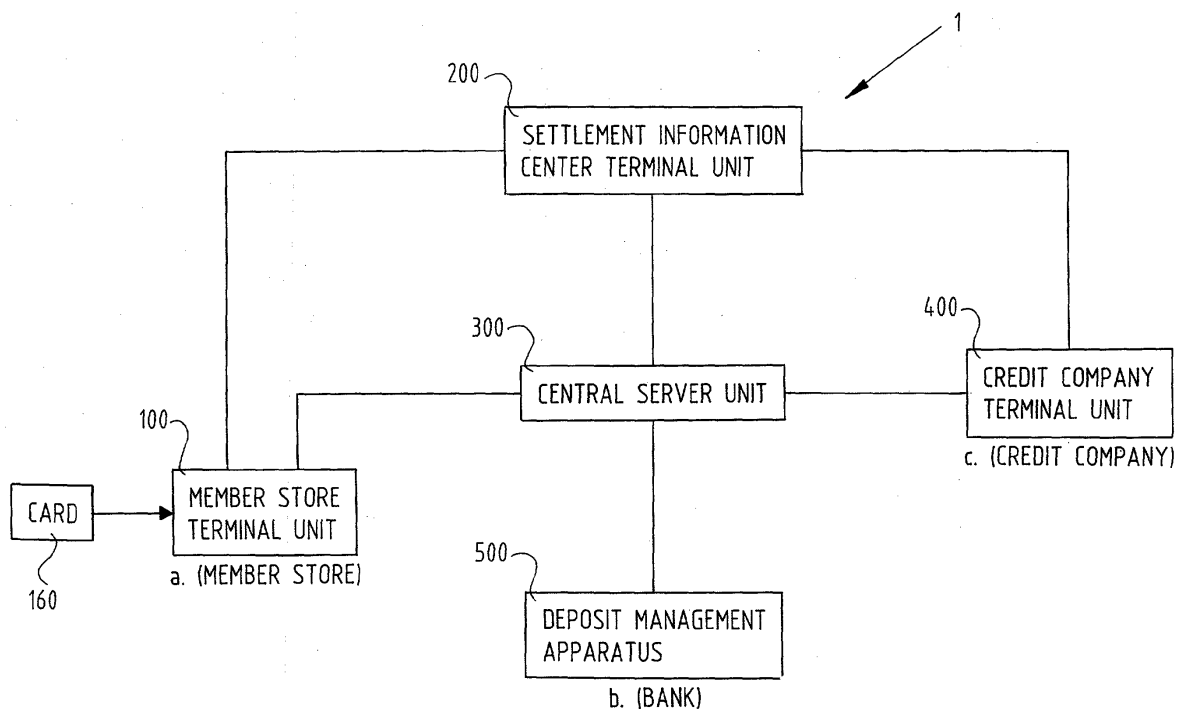 1
200
SETTLEMENT INFORMATION
CENTER TERMINAL UNIT
300
CENTRAL SERVER UNIT
400
CREDIT COMPANY
TERMINAL UNIT
c. (CREDIT COMPANY)
100
MEMBER STORE
TERMINAL UNIT
a. (MEMBER STORE)
CARD
160
500
DEPOSIT MANAGEMENT
APPARATUS
b. (BANK)